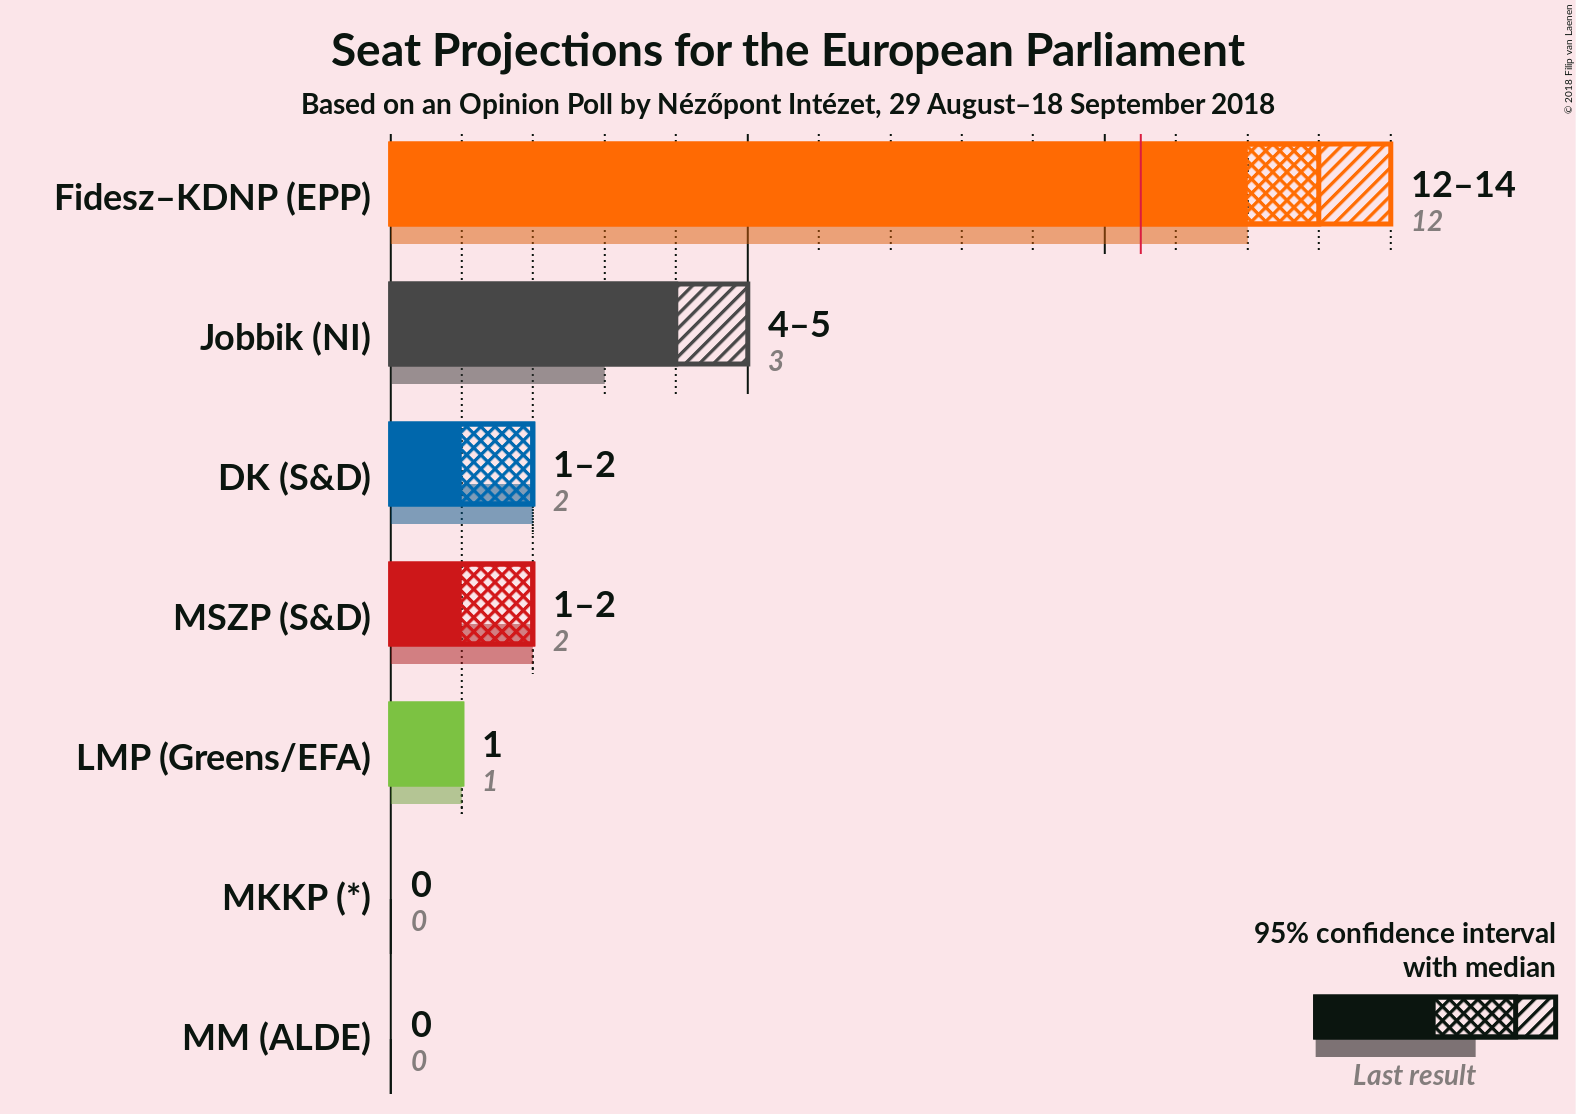 Seat Projections for the European Parliament
Based on an Opinion Poll by Nézőpont Intézet, 29 August–18 September 2018
© 2018 Filip van Laenen
Fidesz–KDNP (EPP)
12–14
12
Jobbik (NI)
4–5
3
DK (S&D)
1–2
2
MSZP (S&D)
1–2
2
LMP (Greens/EFA)
1
1
MKKP (*)
0
0
MM (ALDE)
0
0
95% confidence interval
with median
Last result